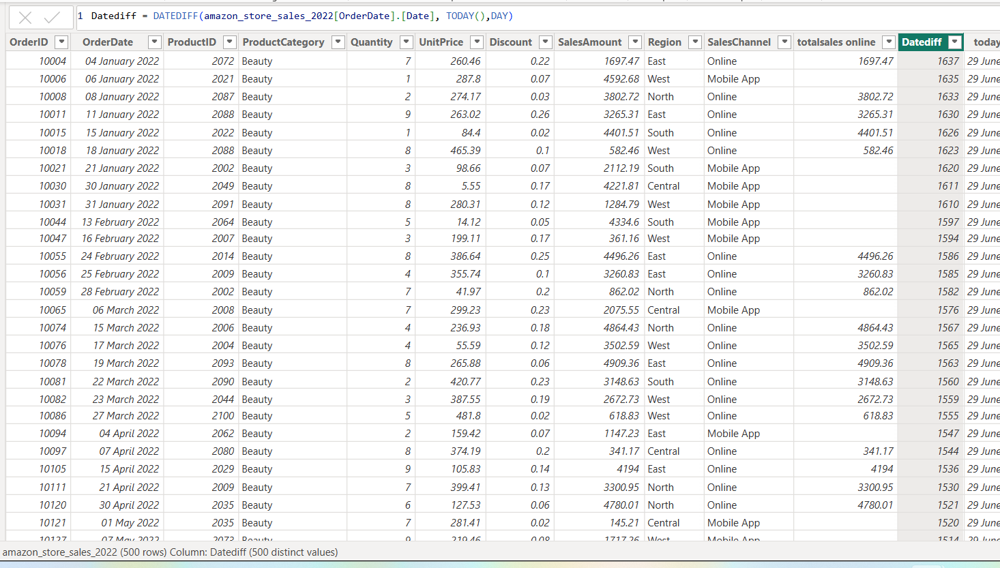 1 Datediff = DATEDIFF(amazon_store_sales_2022[OrderDate].[Date], TODAY(),DAY)
OrderID OrderDate ProductID ProductCategory Quantity UnitPrice Discount SalesAmount Region SalesChannel totalsales online Datediff today
10004 04 January 2022 2072 Beauty 7 260.46 0.22 1697.47 East Online 1697.47 1637 29 June
10006 06 January 2022 2021 Beauty 1 287.8 0.07 4592.68 West Mobile App 1635 29 June
10008 08 January 2022 2087 Beauty 2 274.17 0.03 3802.72 North Online 3802.72 1633 29 June
10011 11 January 2022 2088 Beauty 9 263.02 0.26 3265.31 East Online 3265.31 1630 29 June
10015 15 January 2022 2022 Beauty 1 84.4 0.02 4401.51 South Online 4401.51 1626 29 June
10018 18 January 2022 2088 Beauty 8 465.39 0.1 582.46 West Online 582.46 1623 29 June
10021 21 January 2022 2002 Beauty 3 98.66 0.07 2112.19 South Mobile App 1620 29 June
10030 30 January 2022 2049 Beauty 8 5.55 0.17 4221.81 Central Mobile App 1611 29 June
10031 31 January 2022 2091 Beauty 8 280.31 0.12 1284.79 West Mobile App 1610 29 June
10044 13 February 2022 2064 Beauty 5 14.12 0.05 4334.6 South Mobile App 1597 29 June
10047 16 February 2022 2007 Beauty 3 199.11 0.17 361.16 West Mobile App 1594 29 June
10055 24 February 2022 2014 Beauty 8 386.64 0.25 4496.26 East Online 4496.26 1586 29 June
10056 25 February 2022 2009 Beauty 4 355.74 0.1 3260.83 East Online 3260.83 1585 29 June
10059 28 February 2022 2002 Beauty 7 41.97 0.2 862.02 North Online 862.02 1582 29 June
10065 06 March 2022 2008 Beauty 7 299.23 0.23 2075.55 Central Mobile App 1576 29 June
10074 15 March 2022 2006 Beauty 4 236.93 0.18 4864.43 North Online 4864.43 1567 29 June
10076 17 March 2022 2004 Beauty 4 55.59 0.12 3502.59 West Online 3502.59 1565 29 June
10078 19 March 2022 2093 Beauty 8 265.88 0.06 4909.36 East Online 4909.36 1563 29 June
10081 22 March 2022 2090 Beauty 2 420.77 0.23 3148.63 South Online 3148.63 1560 29 June
10082 23 March 2022 2044 Beauty 3 387.55 0.19 2672.73 West Online 2672.73 1559 29 June
10086 27 March 2022 2100 Beauty 5 481.8 0.02 618.83 West Online 618.83 1555 29 June
10094 04 April 2022 2062 Beauty 2 159.42 0.07 1147.23 East Mobile App 1547 29 June
10097 07 April 2022 2080 Beauty 8 374.19 0.2 341.17 Central Online 341.17 1544 29 June
10105 15 April 2022 2029 Beauty 9 105.83 0.14 4194 East Online 4194 1536 29 June
10111 21 April 2022 2009 Beauty 7 399.41 0.13 3300.95 North Online 3300.95 1530 29 June
10120 30 April 2022 2035 Beauty 6 127.53 0.06 4780.01 North Online 4780.01 1521 29 June
10121 01 May 2022 2035 Beauty 7 281.41 0.02 145.21 Central Mobile App 1520 29 June
10127 07 May 2022 2073 Beauty 9 219.46 0.08 1717.26 West Mobile App 1514 29 June
amazon_store_sales_2022 (500 rows) Column: Datediff (500 distinct values)